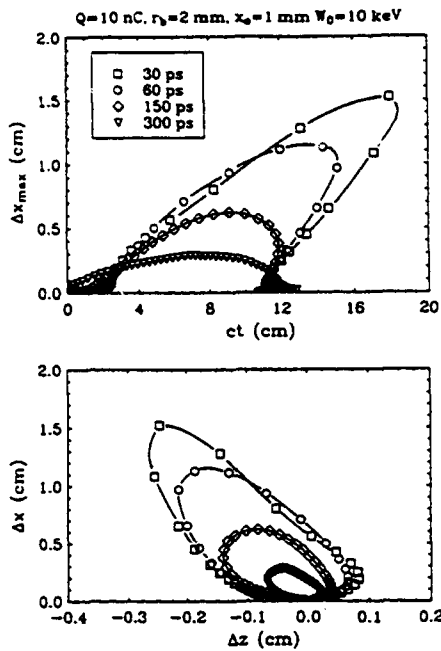 Q=10 nC, r_b=2 mm, x_e=1 mm W_0=10 keV
2.0
1.5
1.0
0.5
0.0
Δx_max (cm)
□ 30 ps
○ 60 ps
◇ 150 ps
▽ 300 ps
0 4 8 12 16 20
ct (cm)
2.0
1.5
1.0
0.5
0.0
Δx (cm)
−0.4 −0.3 −0.2 −0.1 0.0 0.1 0.2
Δz (cm)